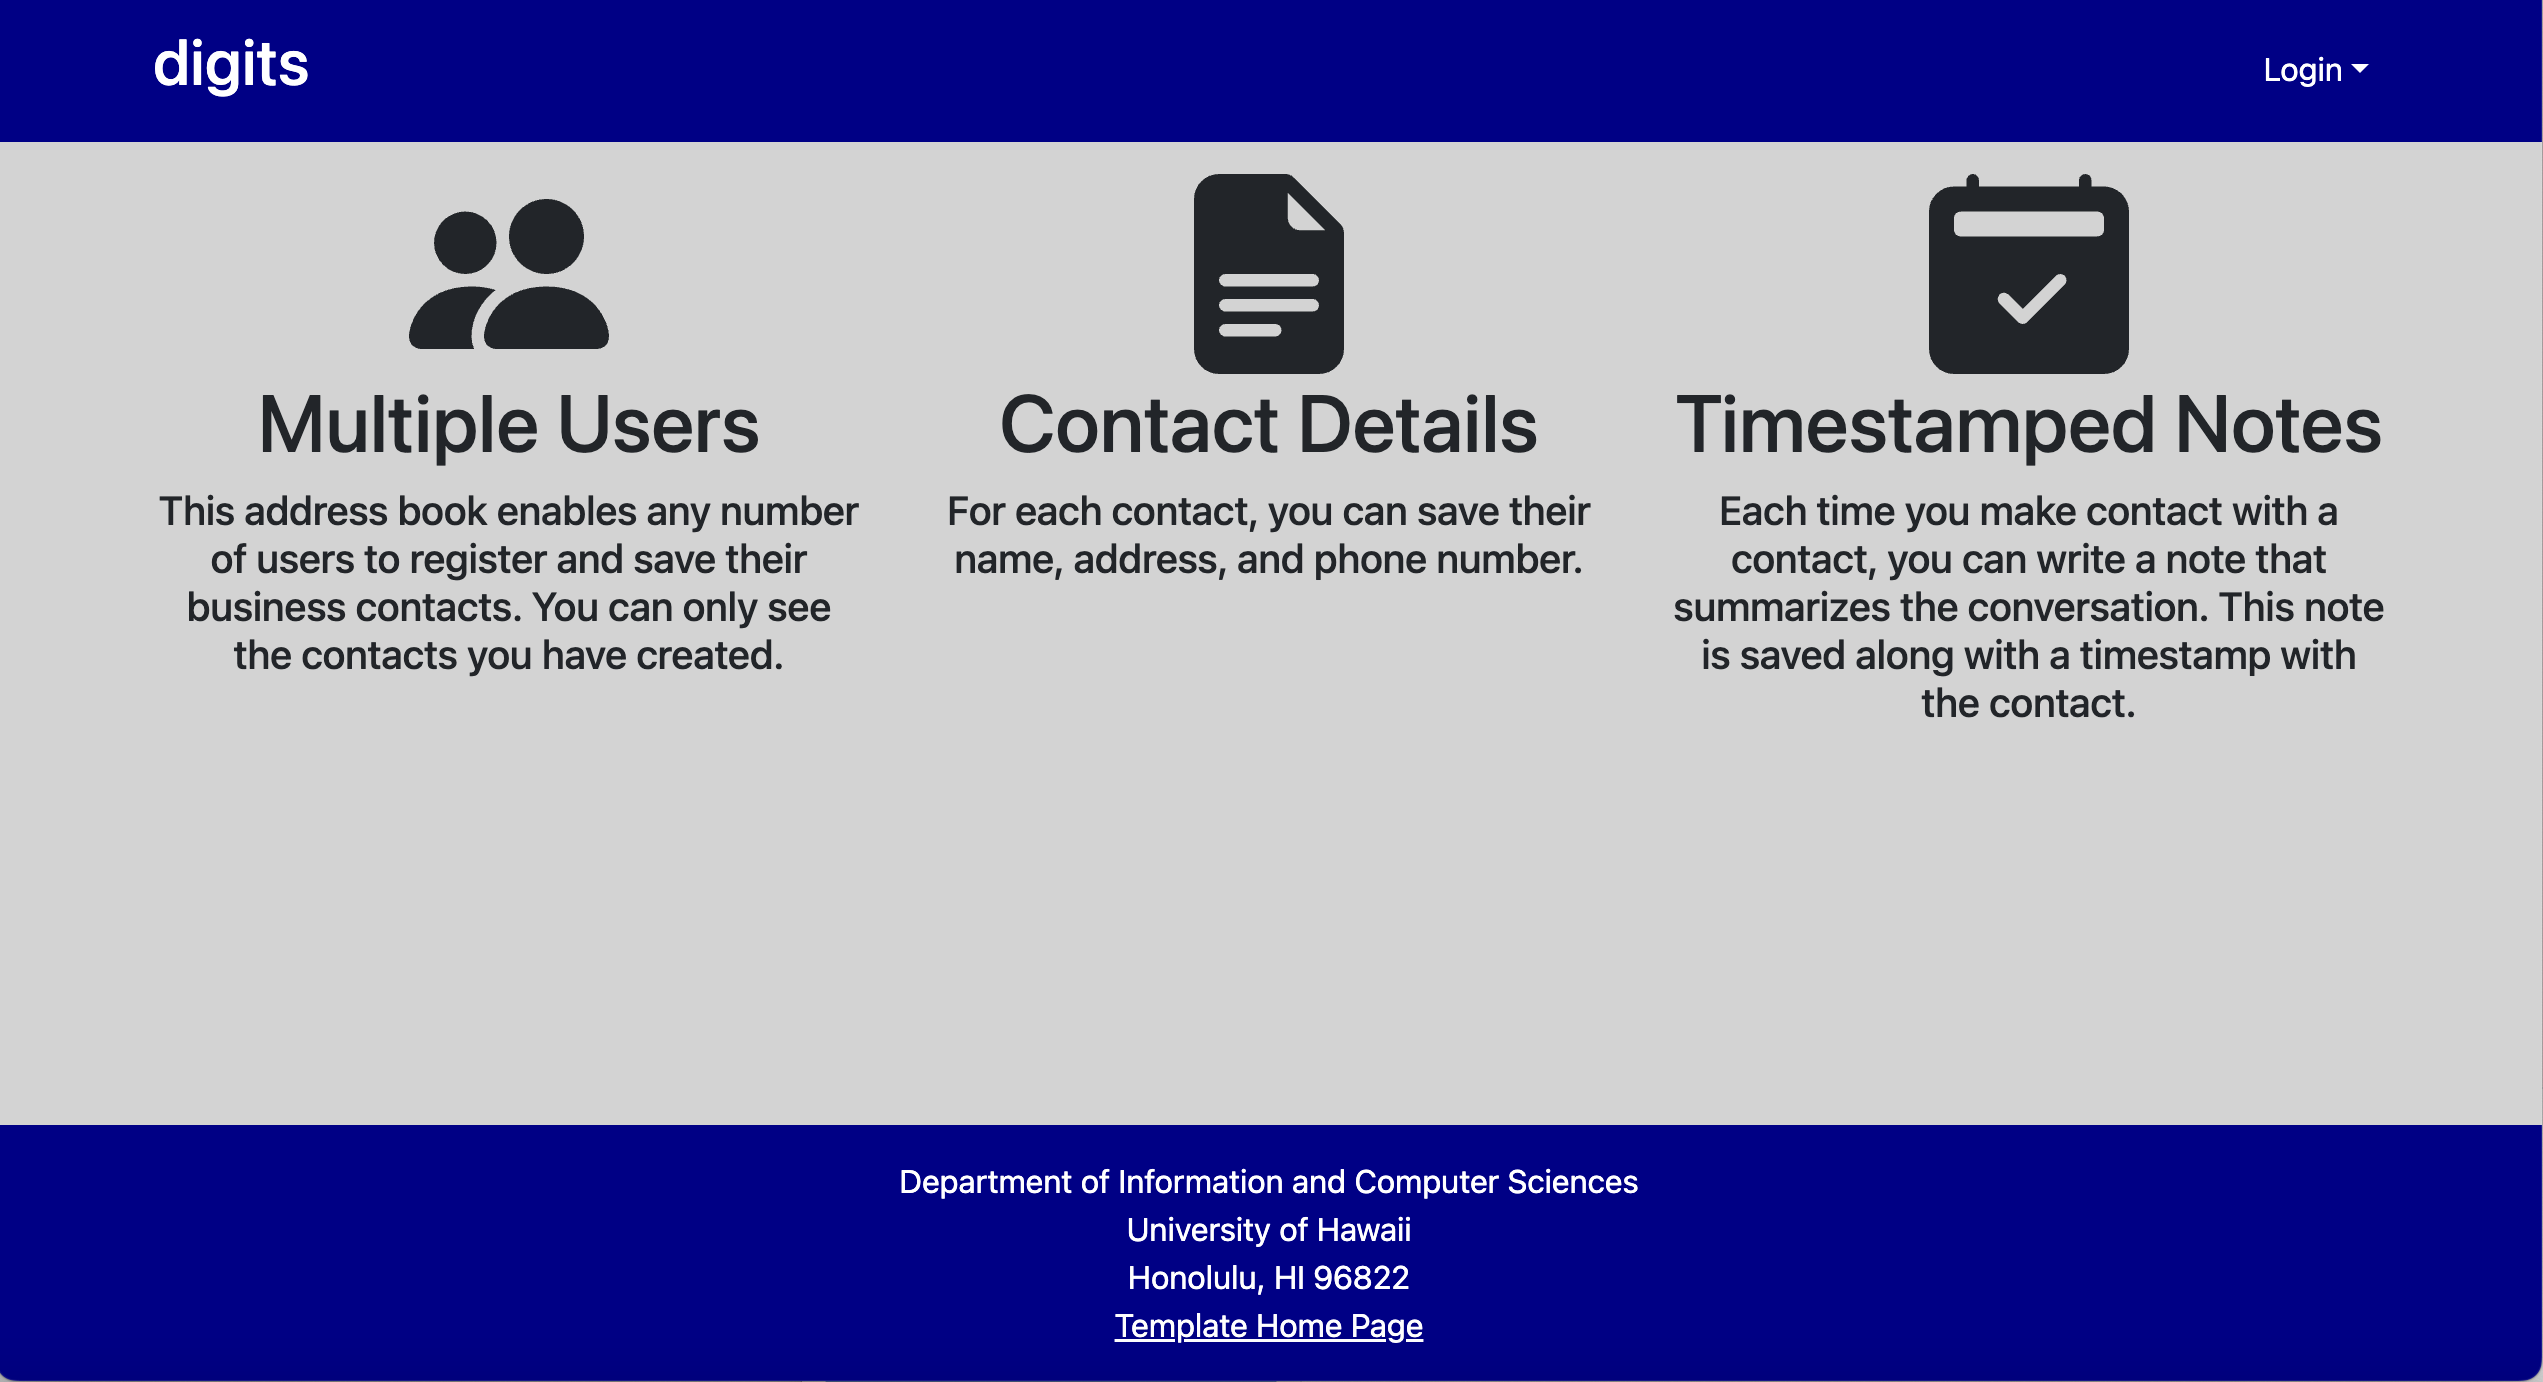 digits
Login
Multiple Users
This address book enables any number
of users to register and save their
business contacts. You can only see
the contacts you have created.
Contact Details
For each contact, you can save their
name, address, and phone number.
Timestamped Notes
Each time you make contact with a
contact, you can write a note that
summarizes the conversation. This note
is saved along with a timestamp with
the contact.
Department of Information and Computer Sciences
University of Hawaii
Honolulu, HI 96822
Template Home Page